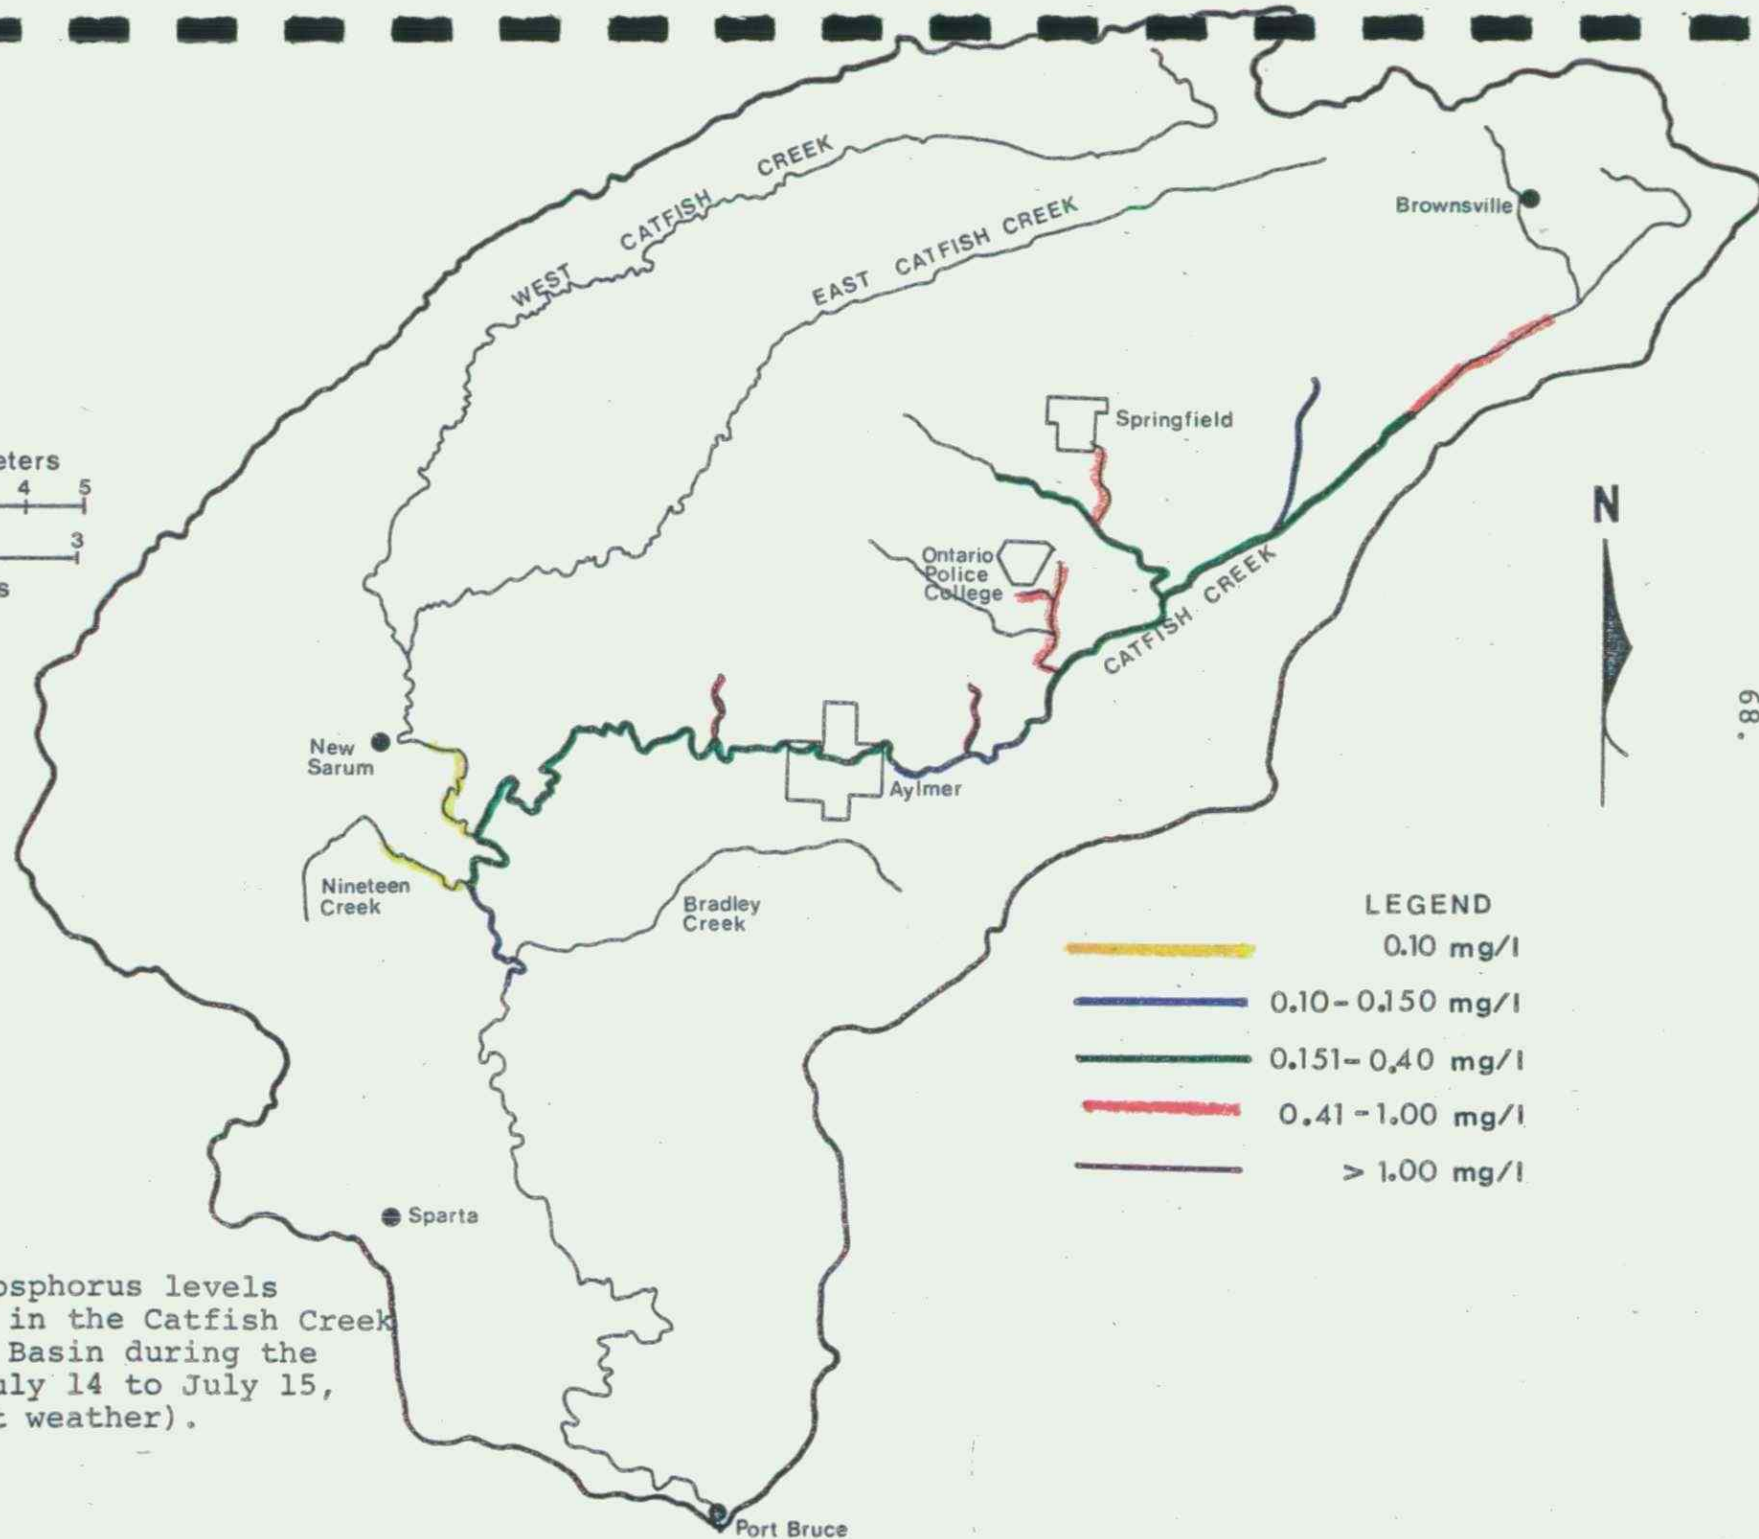 WEST CATFISH CREEK
EAST CATFISH CREEK
Brownsville
eters
4 5
3
s
Springfield
N
Ontario
Police
College
CATFISH CREEK
68.
New
Sarum
Aylmer
Nineteen
Creek
Bradley
Creek
LEGEND
0.10 mg/l
0.10-0.150 mg/l
0.151-0.40 mg/l
0.41-1.00 mg/l
> 1.00 mg/l
Sparta
osphorus levels
in the Catfish Creek
Basin during the
uly 14 to July 15,
t weather).
Port Bruce